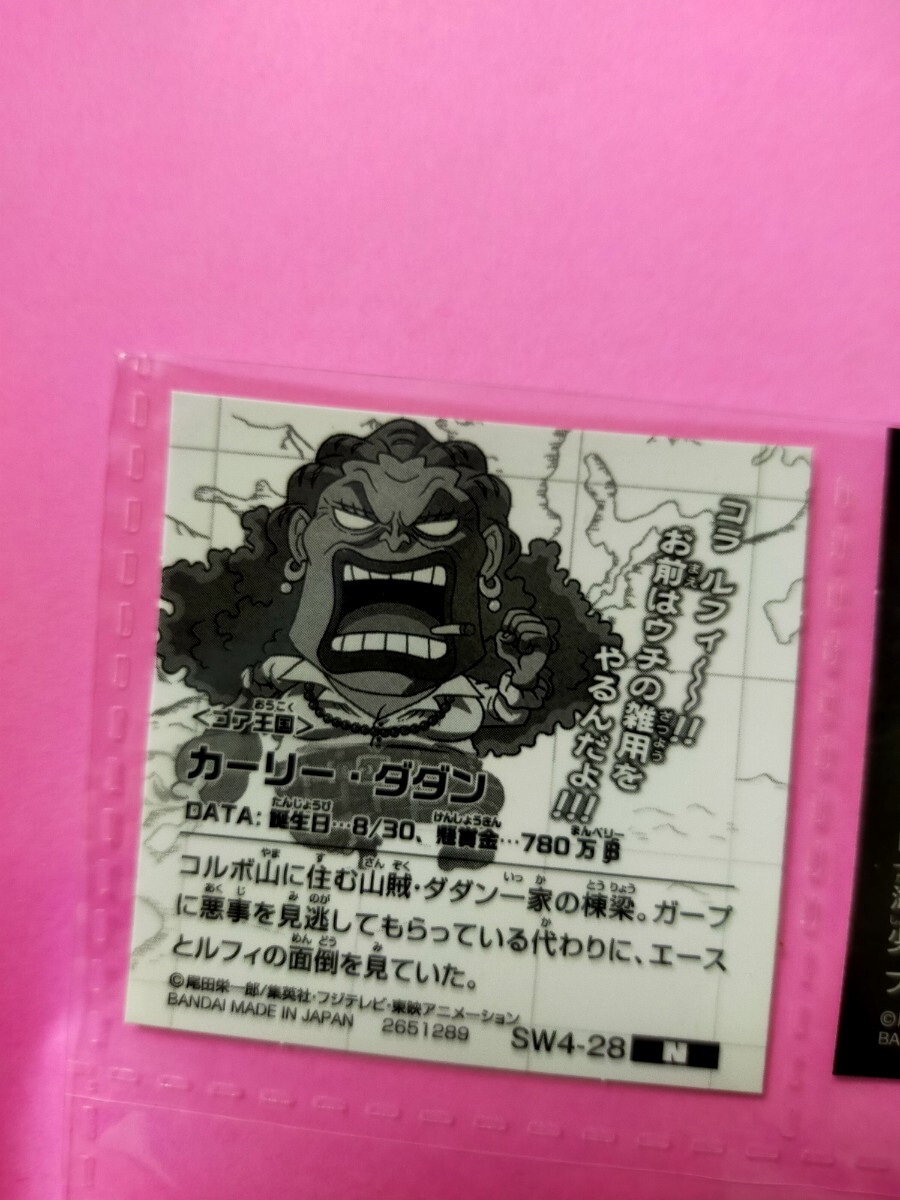 コラ ルフィ～～!!
お前はウチの雑用を
やるんだよ!!!
<ゴア王国>
カーリー・ダダン
DATA: 誕生日…8/30、懸賞金…780万
コルボ山に住む山賊・ダダン一家の棟梁。ガープ
に悪事を見逃してもらっている代わりに、エース
とルフィの面倒を見ていた。
©尾田栄一郎/集英社・フジテレビ・東映アニメーション
BANDAI MADE IN JAPAN 2651289
SW4-28 N